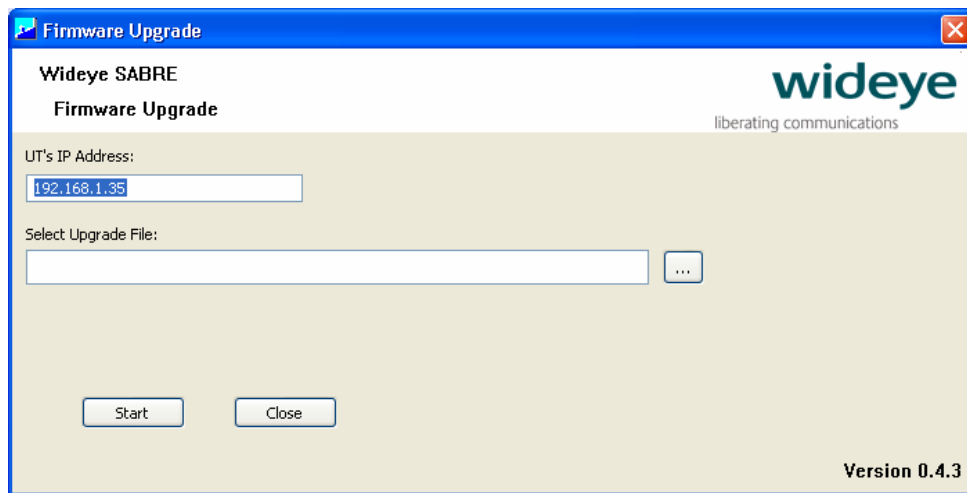 Firmware Upgrade
Wideye SABRE
Firmware Upgrade
wideye
liberating communications
UT's IP Address:
192.168.1.35
Select Upgrade File:
...
Start Close
Version 0.4.3